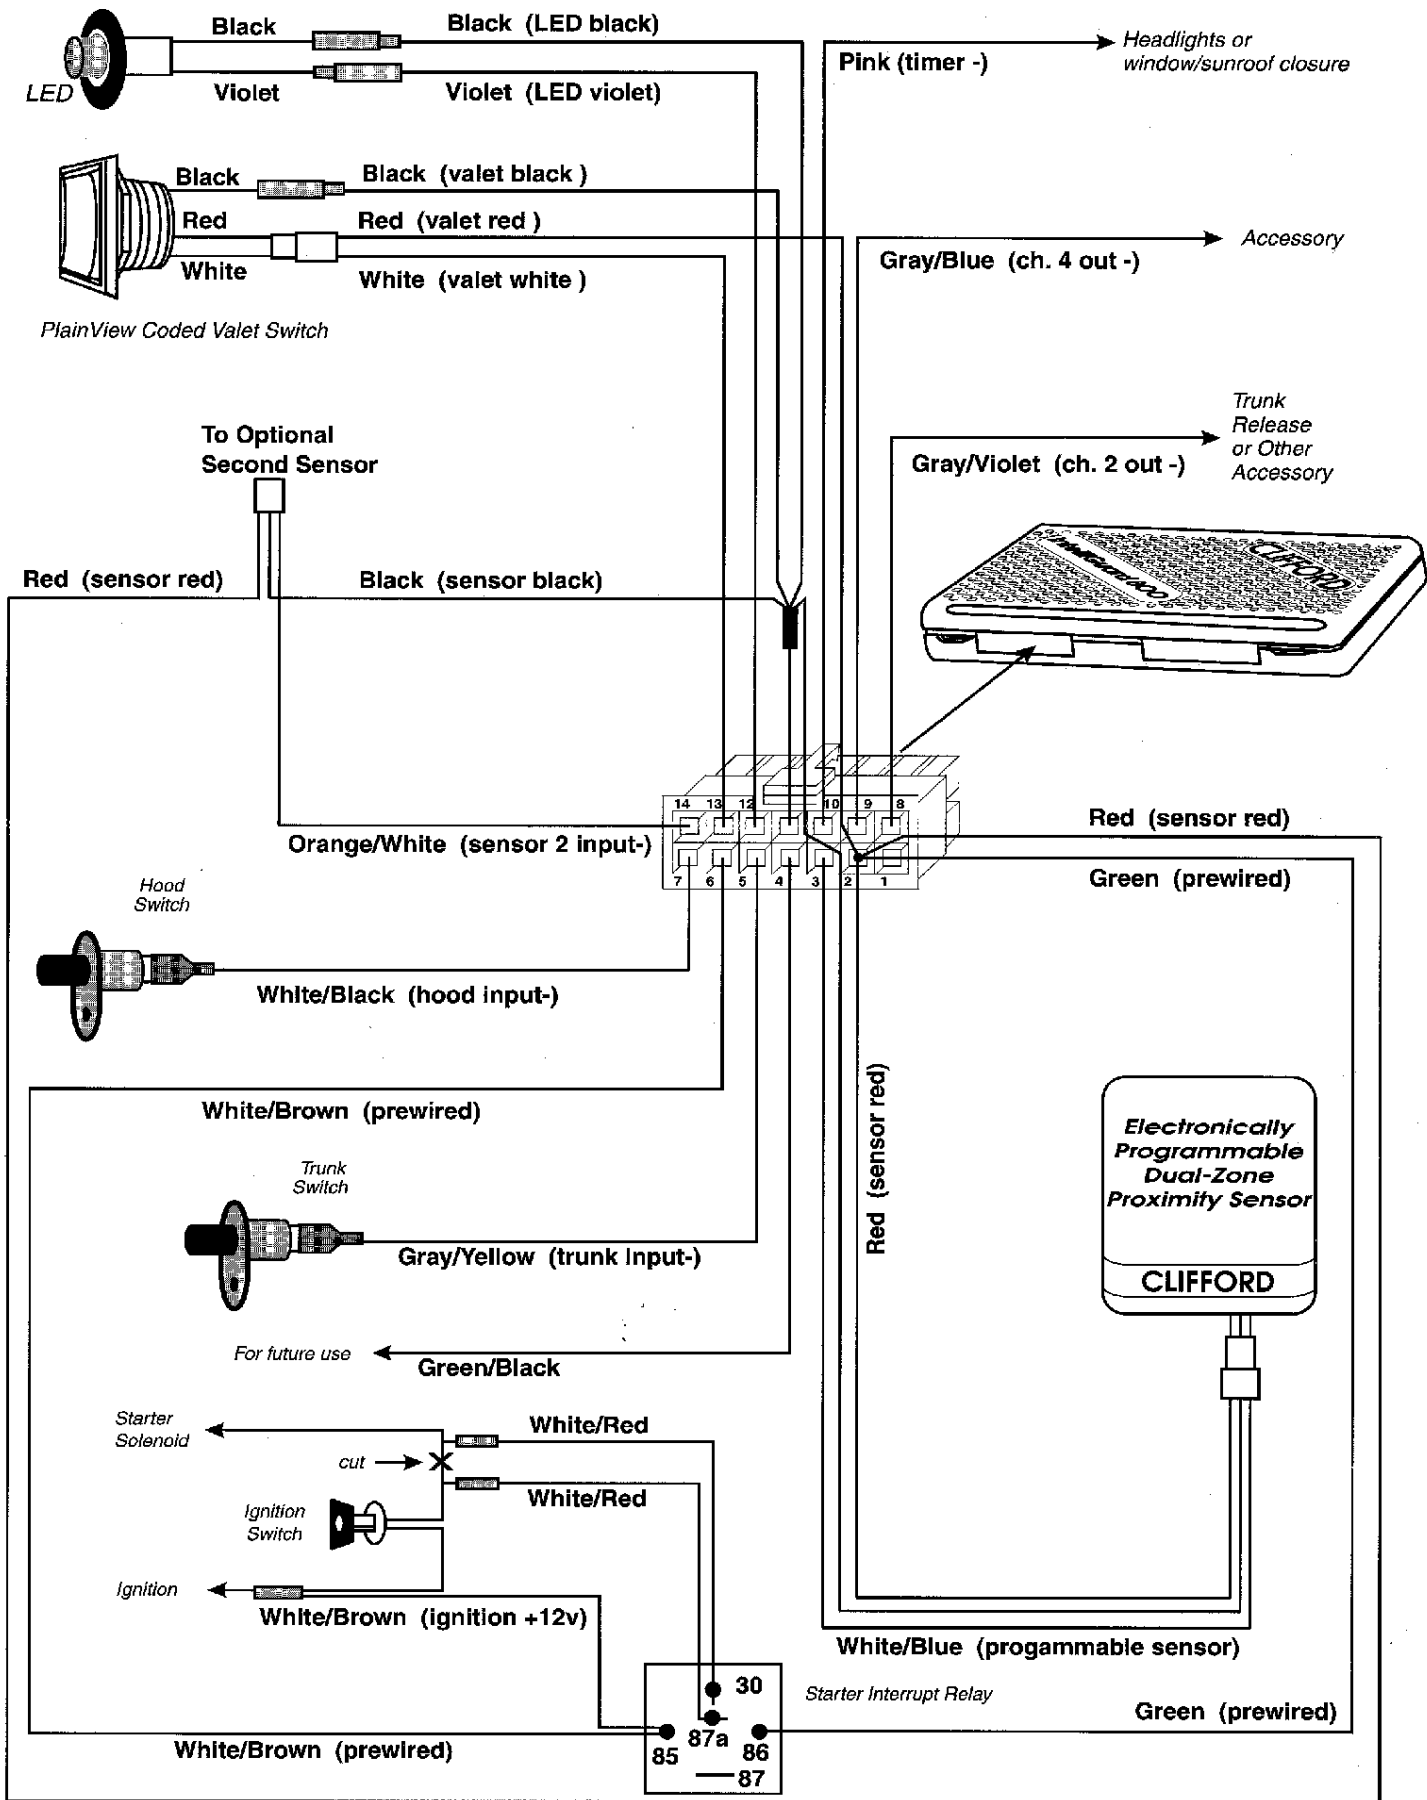 Black
Black (LED black)
Pink (timer -)
Headlights or
window/sunroof closure
LED
Violet
Violet (LED violet)
Black
Black (valet black )
Red
Red (valet red )
White
White (valet white )
Gray/Blue (ch. 4 out -)
Accessory
PlainView Coded Valet Switch
To Optional
Second Sensor
Trunk
Release
or Other
Accessory
Gray/Violet (ch. 2 out -)
Red (sensor red)
Black (sensor black)
CLIFFORD
14 13 12 10 9 8
Orange/White (sensor 2 input-)
7 6 5 4 3 2 1
Red (sensor red)
Green (prewired)
Hood
Switch
White/Black (hood input-)
White/Brown (prewired)
Red (sensor red)
Electronically
Programmable
Dual-Zone
Proximity Sensor
CLIFFORD
Trunk
Switch
Gray/Yellow (trunk input-)
For future use
Green/Black
Starter
Solenoid
White/Red
cut
White/Red
Ignition
Switch
Ignition
White/Brown (ignition +12v)
White/Blue (progammable sensor)
30
Starter Interrupt Relay
Green (prewired)
White/Brown (prewired)
85
87a
86
87